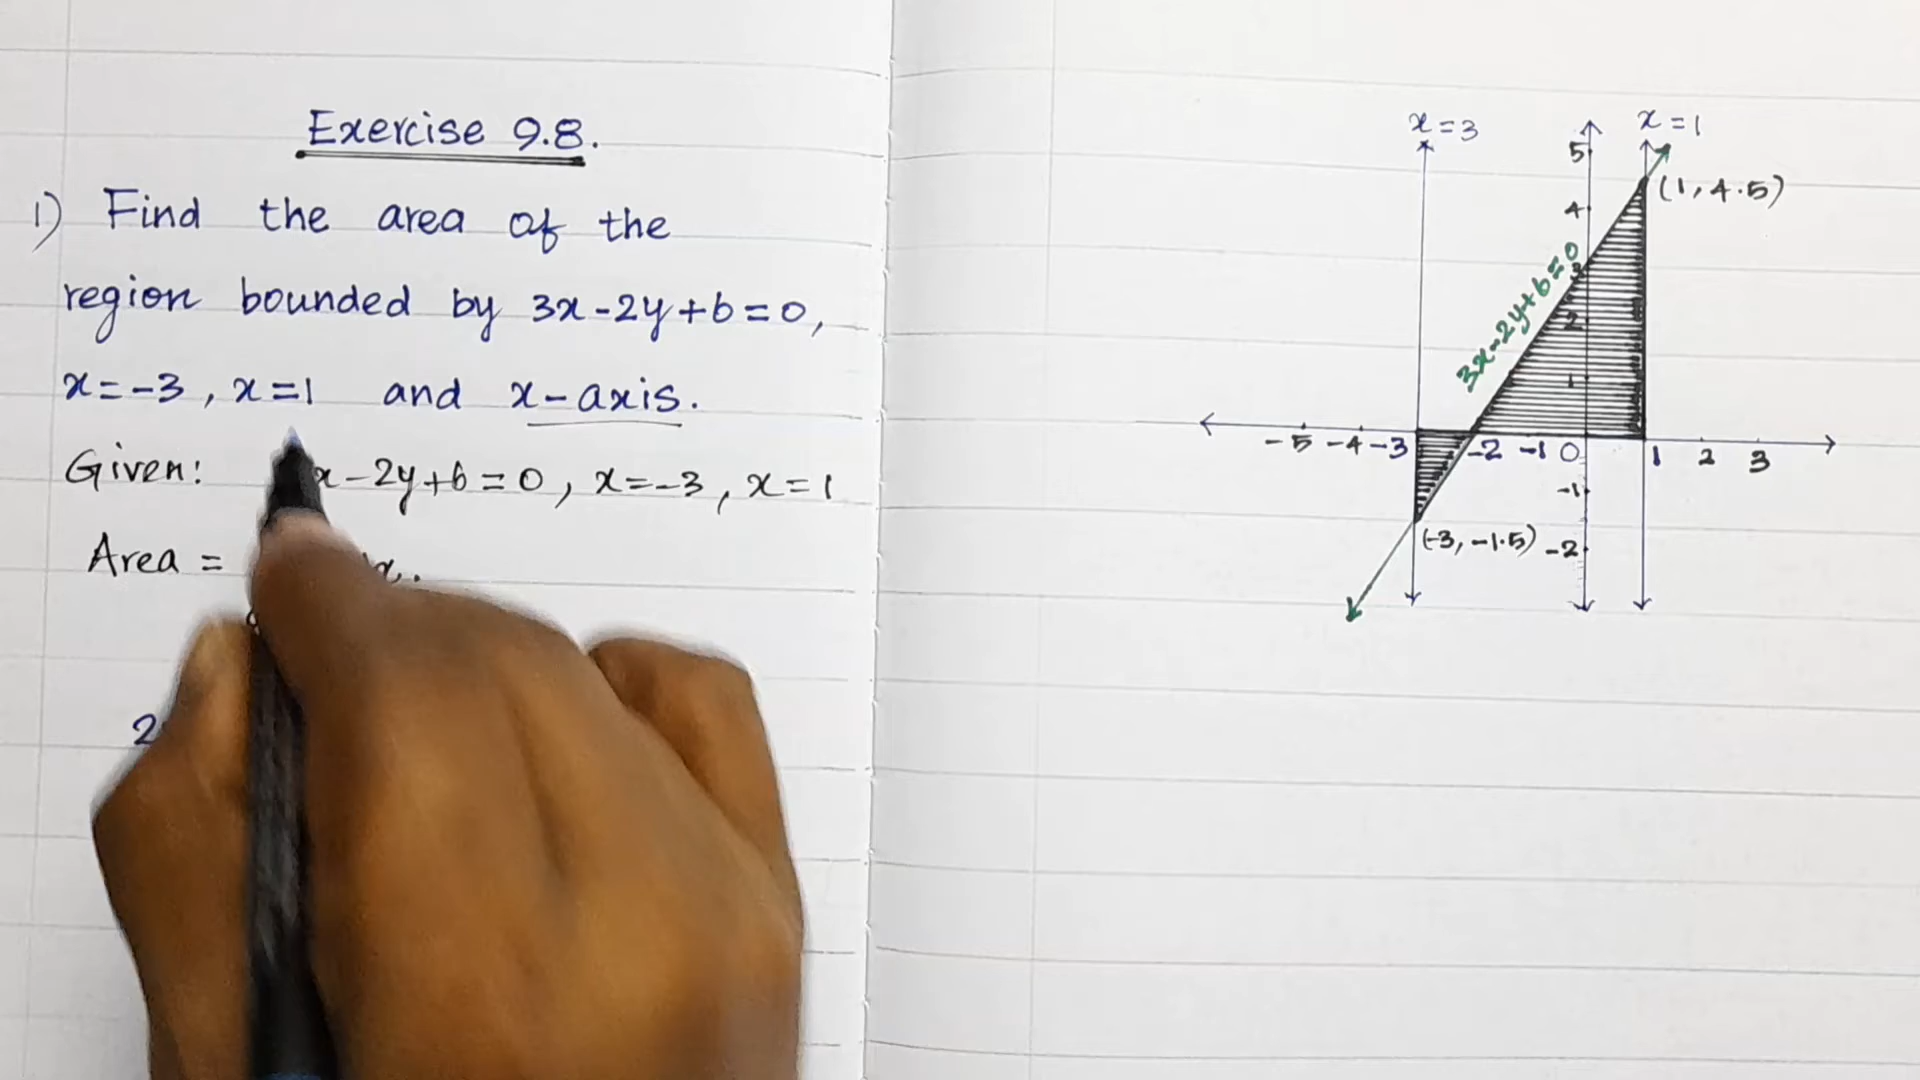 Exercise 9.8.
1) Find the area of the
region bounded by 3x-2y+6=0,
x=-3, x=1 and x-axis.
Given: x-2y+6=0, x=-3, x=1
Area = x.
2
x=3
x=1
5
(1, 4.5)
4
3x-2y+6=0
3
2
1
-5 -4 -3 -2 -1 0 1 2 3
-1
(-3, -1.5) -2